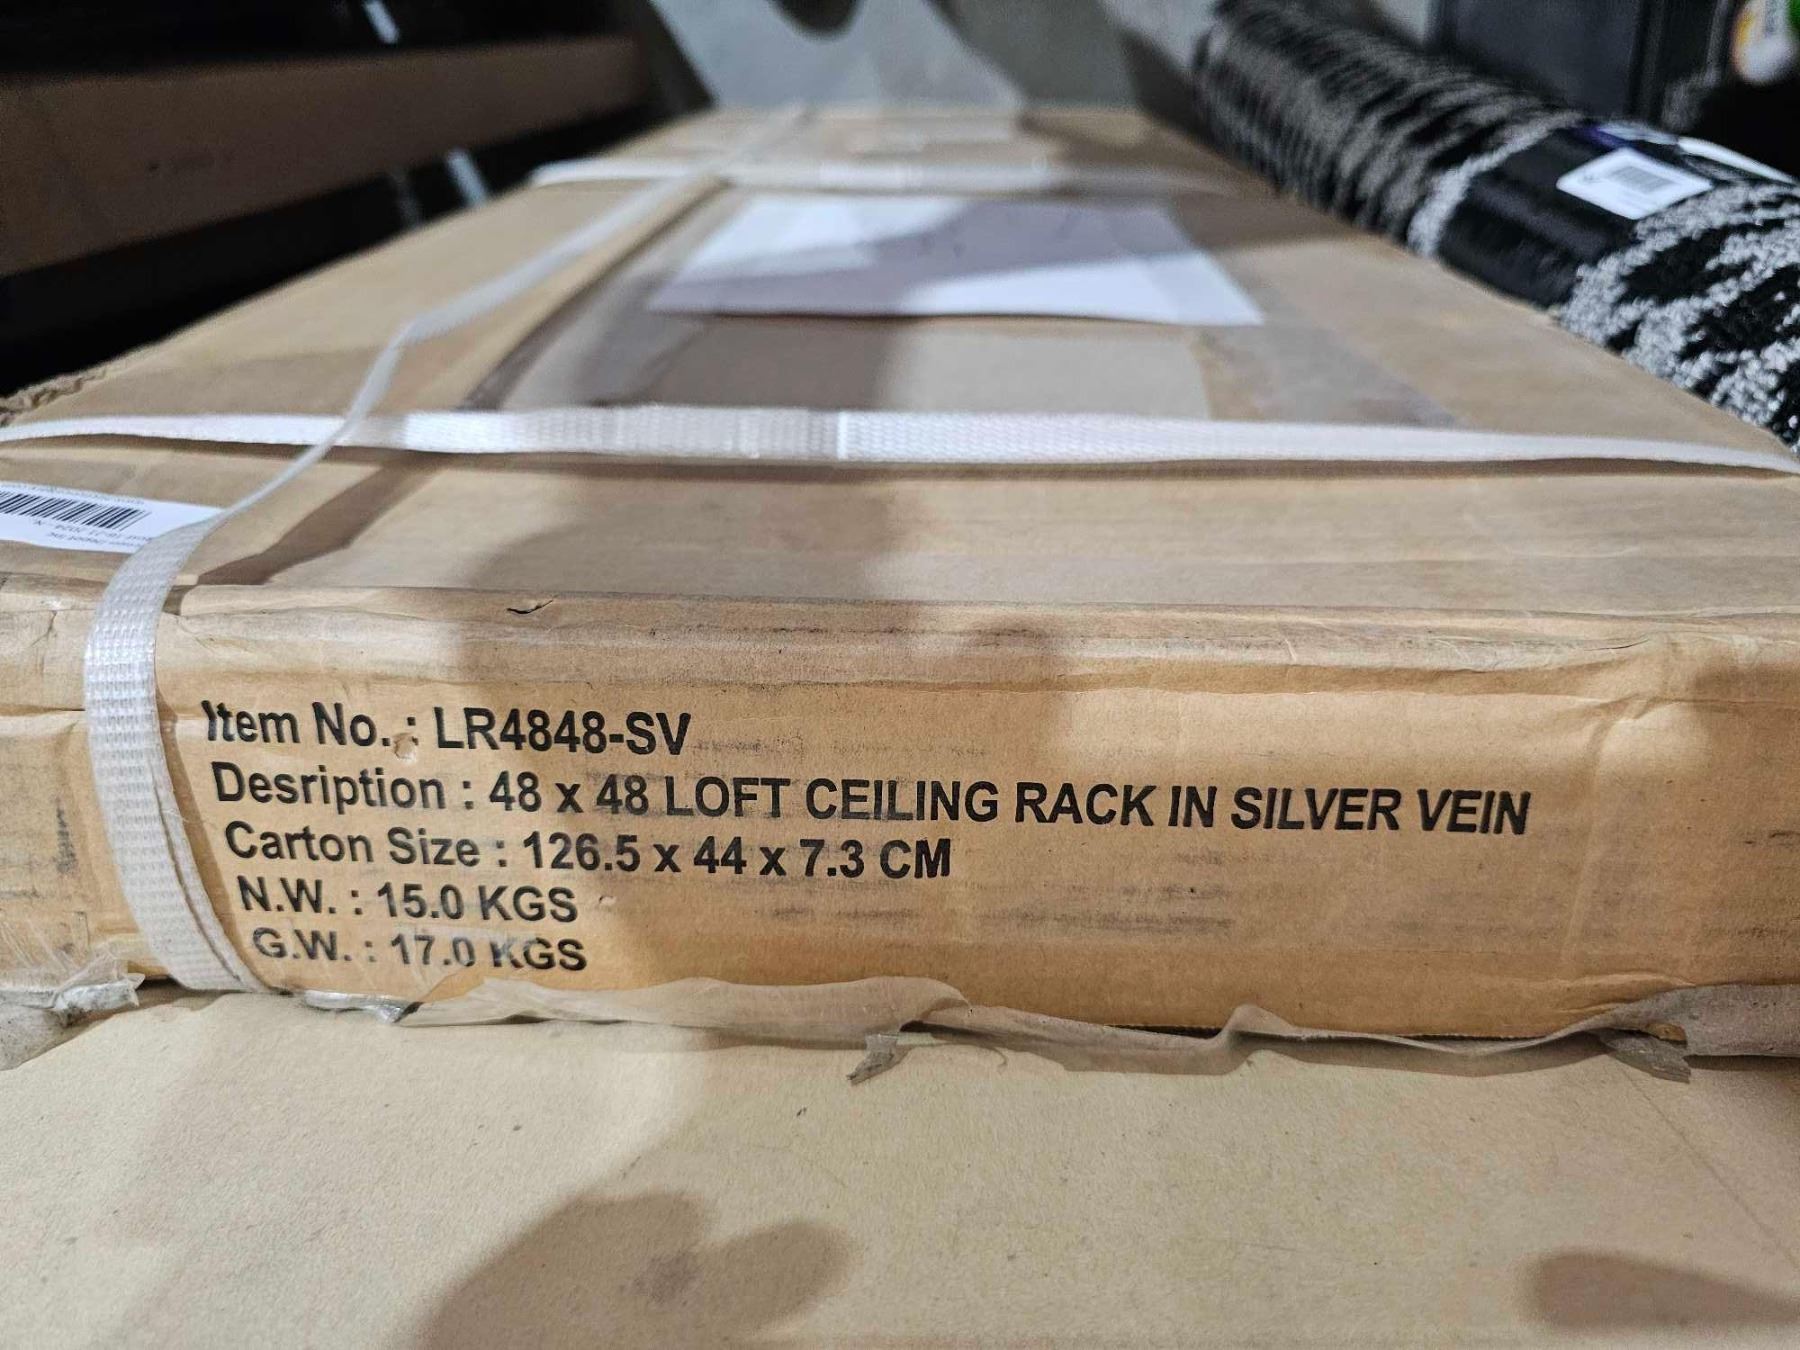 Item No. : LR4848-SV
Desription : 48 x 48 LOFT CEILING RACK IN SILVER VEIN
Carton Size : 126.5 x 44 x 7.3 CM
N.W. : 15.0 KGS
G.W. : 17.0 KGS